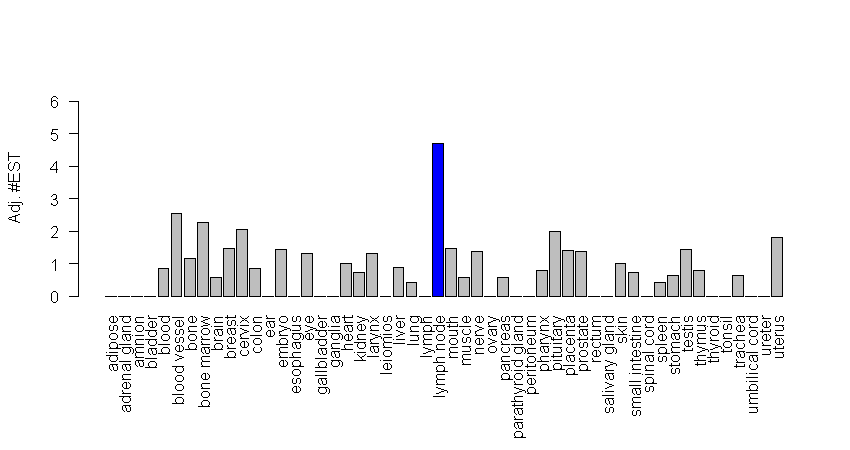 6
5
4
3
2
1
0
Adj. #EST
adipose
adrenal gland
amnion
bladder
blood
blood vessel
bone
bone marrow
brain
breast
cervix
colon
ear
embryo
esophagus
eye
gallbladder
ganglia
heart
kidney
larynx
leiomios
liver
lung
lymph
lymph node
mouth
muscle
nerve
ovary
pancreas
parathyroid gland
peritoneum
pharynx
pituitary
placenta
prostate
rectum
salivary gland
skin
small intestine
spinal cord
spleen
stomach
testis
thymus
thyroid
tonsil
trachea
umbilical cord
ureter
uterus